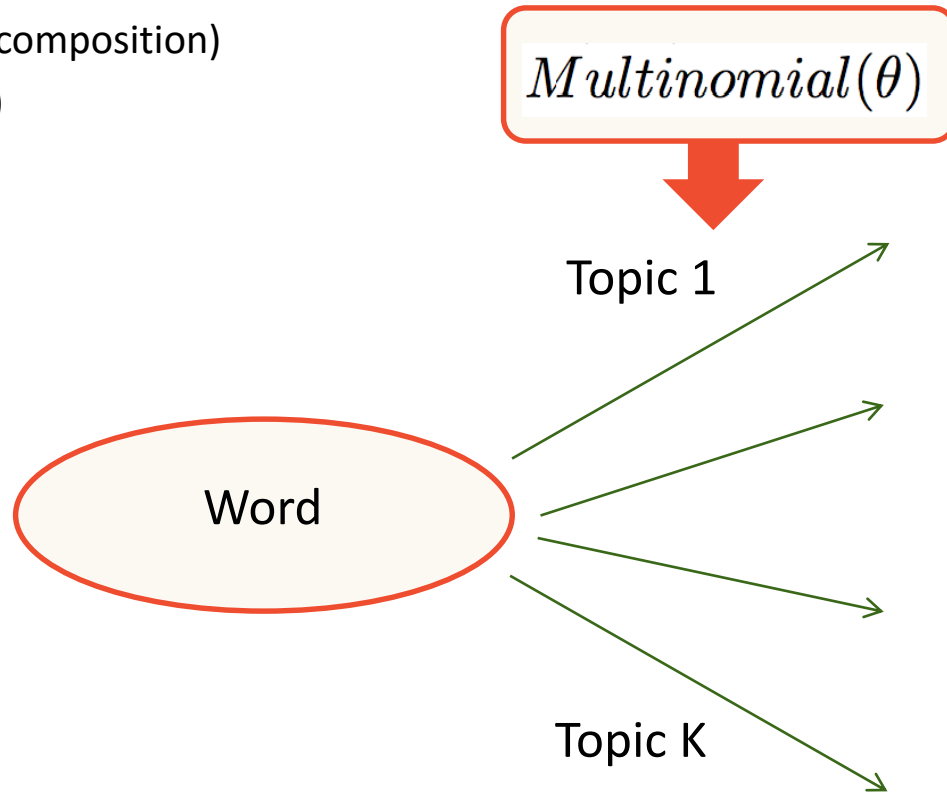 composition)
)
Multinomial(θ)
Topic 1
Word
Topic K